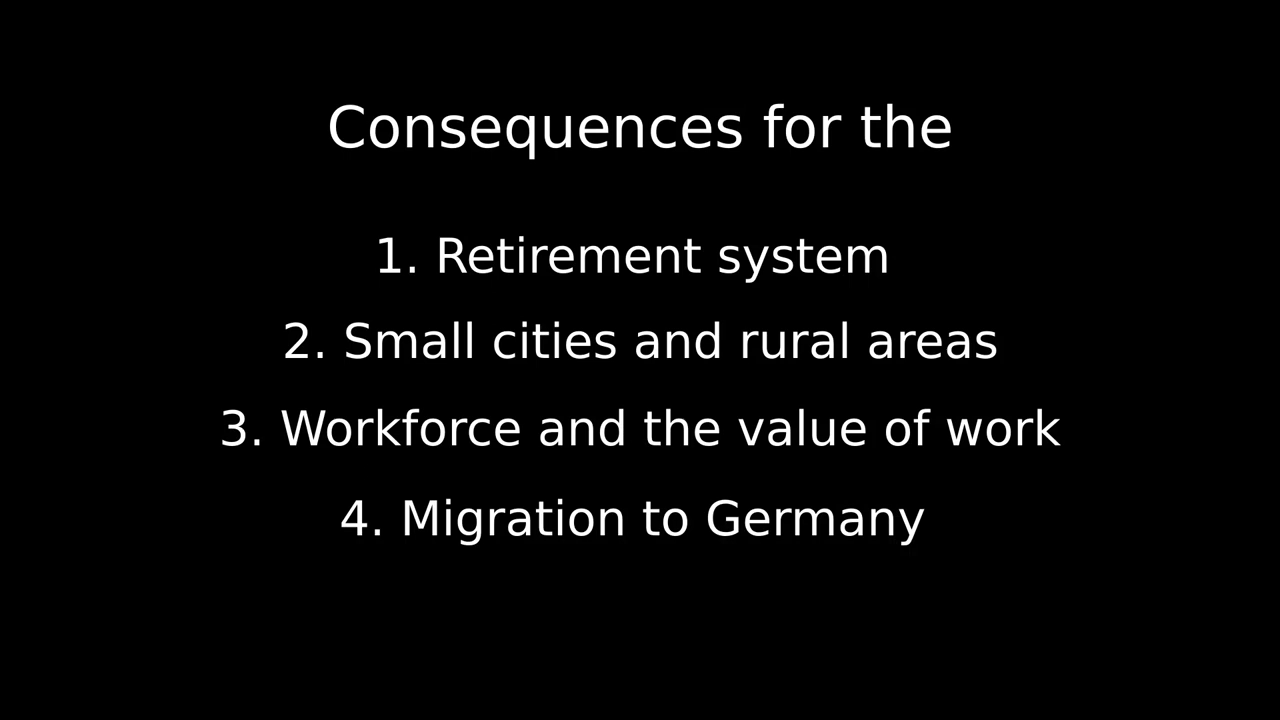 Consequences for the
1. Retirement system
2. Small cities and rural areas
3. Workforce and the value of work
4. Migration to Germany